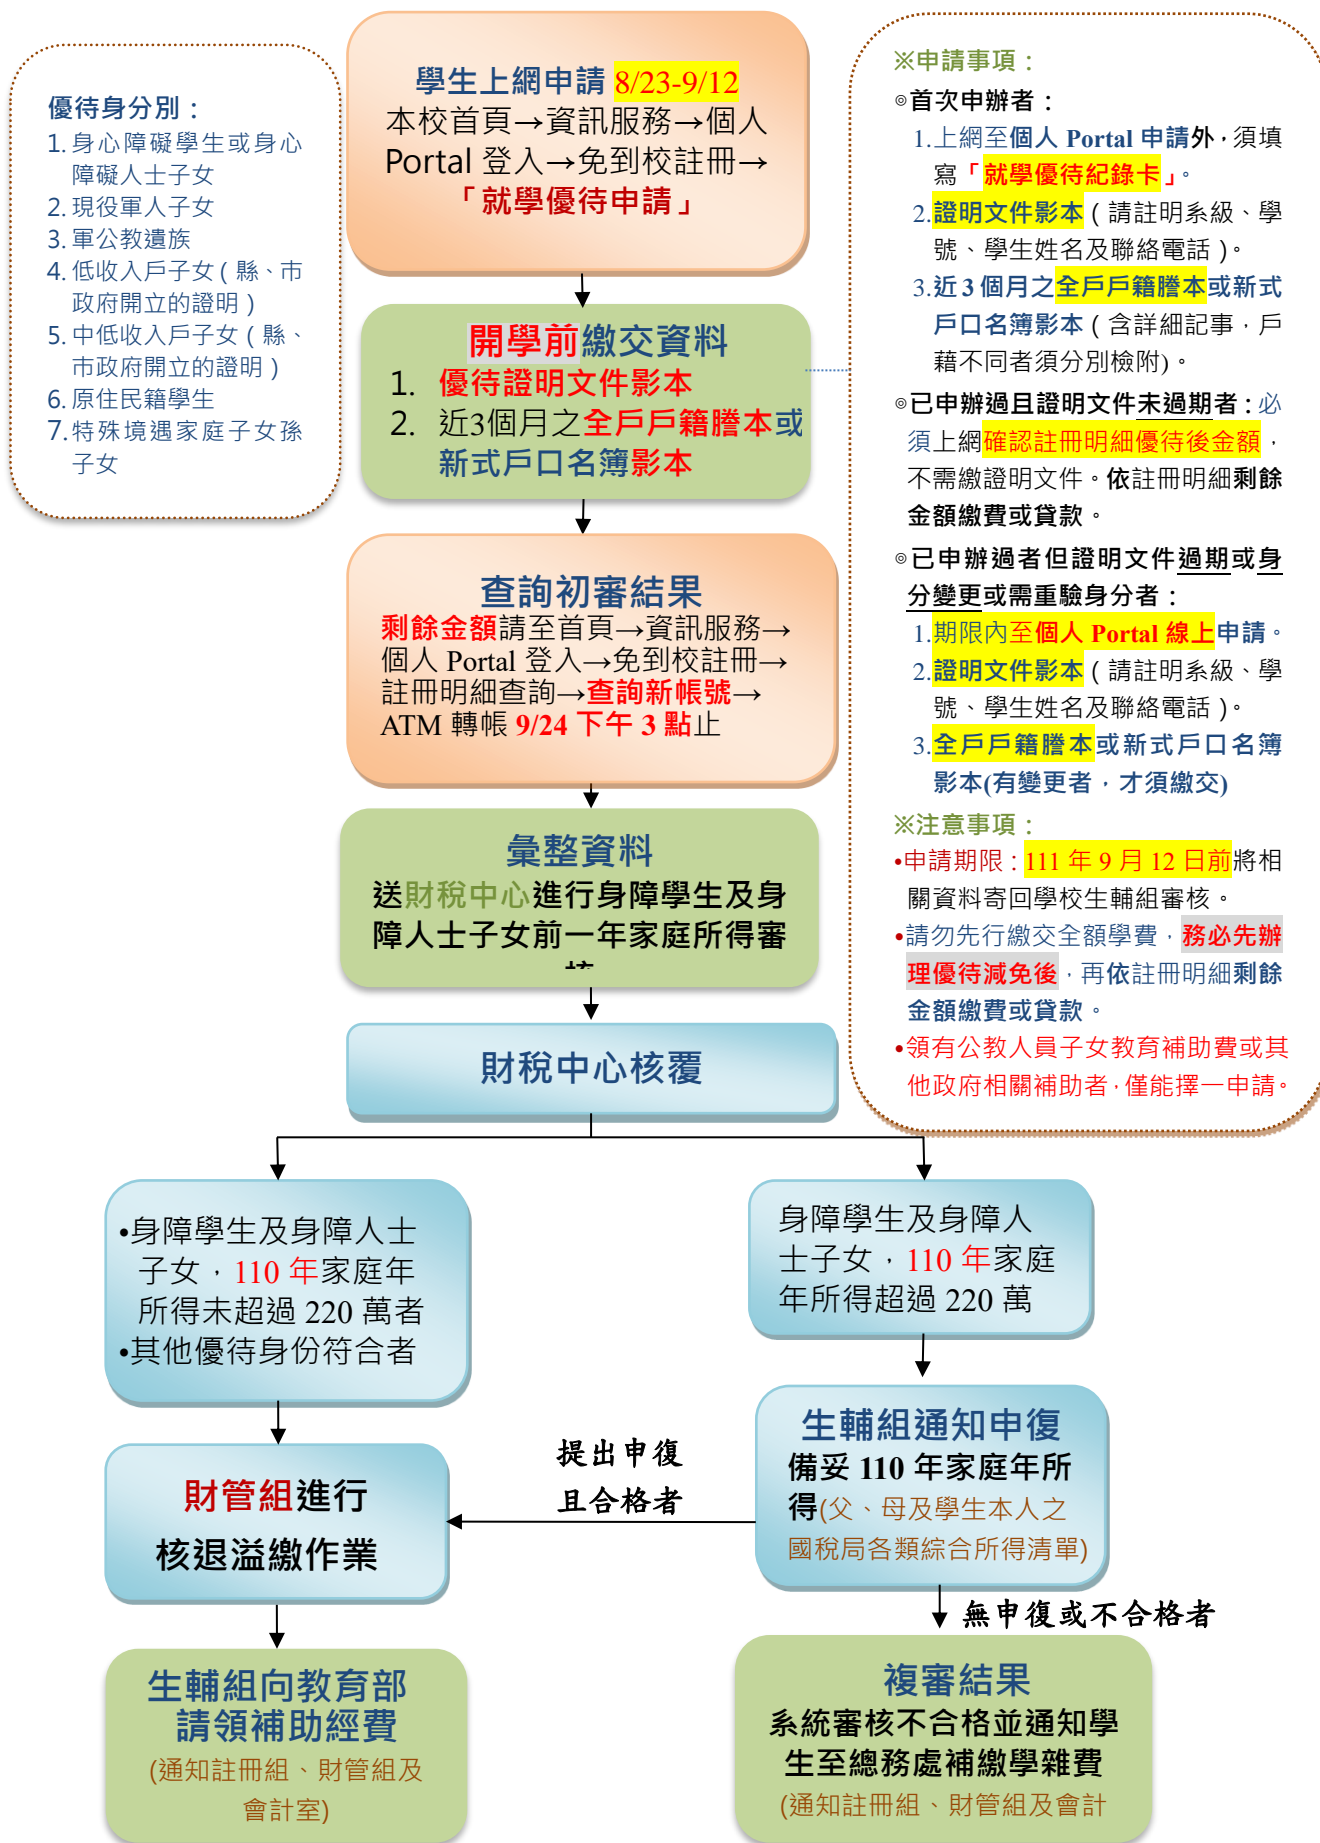 優待身分別：
1. 身心障礙學生或身心
障礙人士子女
2. 現役軍人子女
3. 軍公教遺族
4. 低收入戶子女（縣、市
政府開立的證明）
5. 中低收入戶子女（縣、
市政府開立的證明）
6. 原住民籍學生
7. 特殊境遇家庭子女孫
子女
學生上網申請 8/23-9/12
本校首頁→資訊服務→個人
Portal 登入→免到校註冊→
「就學優待申請」
開學前繳交資料
1. 優待證明文件影本
2. 近3個月之全戶戶籍謄本或
新式戶口名簿影本
查詢初審結果
剩餘金額請至首頁→資訊服務→
個人 Portal 登入→免到校註冊→
註冊明細查詢→查詢新帳號→
ATM 轉帳 9/24 下午 3 點止
彙整資料
送財稅中心進行身障學生及身
障人士子女前一年家庭所得審
財稅中心核覆
※申請事項：
◎首次申辦者：
1.上網至個人 Portal 申請外，須填
寫「就學優待紀錄卡」。
2.證明文件影本（請註明系級、學
號、學生姓名及聯絡電話）。
3.近 3 個月之全戶戶籍謄本或新式
戶口名簿影本（含詳細記事，戶
籍不同者須分別檢附)。
◎已申辦過且證明文件未過期者：必
須上網確認註冊明細優待後金額，
不需繳證明文件。依註冊明細剩餘
金額繳費或貸款。
◎已申辦過者但證明文件過期或身
分變更或需重驗身分者：
1.期限內至個人 Portal 線上申請。
2.證明文件影本（請註明系級、學
號、學生姓名及聯絡電話）。
3.全戶戶籍謄本或新式戶口名簿
影本(有變更者，才須繳交)
※注意事項：
•申請期限：111 年 9 月 12 日前將相
關資料寄回學校生輔組審核。
•請勿先行繳交全額學費，務必先辦
理優待減免後，再依註冊明細剩餘
金額繳費或貸款。
•領有公教人員子女教育補助費或其
他政府相關補助者，僅能擇一申請。
•身障學生及身障人士
子女，110 年家庭年
所得未超過 220 萬者
•其他優待身份符合者
身障學生及身障人
士子女，110 年家庭
年所得超過 220 萬
財管組進行
核退溢繳作業
提出申復
且合格者
生輔組通知申復
備妥 110 年家庭年所
得(父、母及學生本人之
國稅局各類綜合所得清單)
無申復或不合格者
生輔組向教育部
請領補助經費
(通知註冊組、財管組及
會計室)
複審結果
系統審核不合格並通知學
生至總務處補繳學雜費
(通知註冊組、財管組及會計